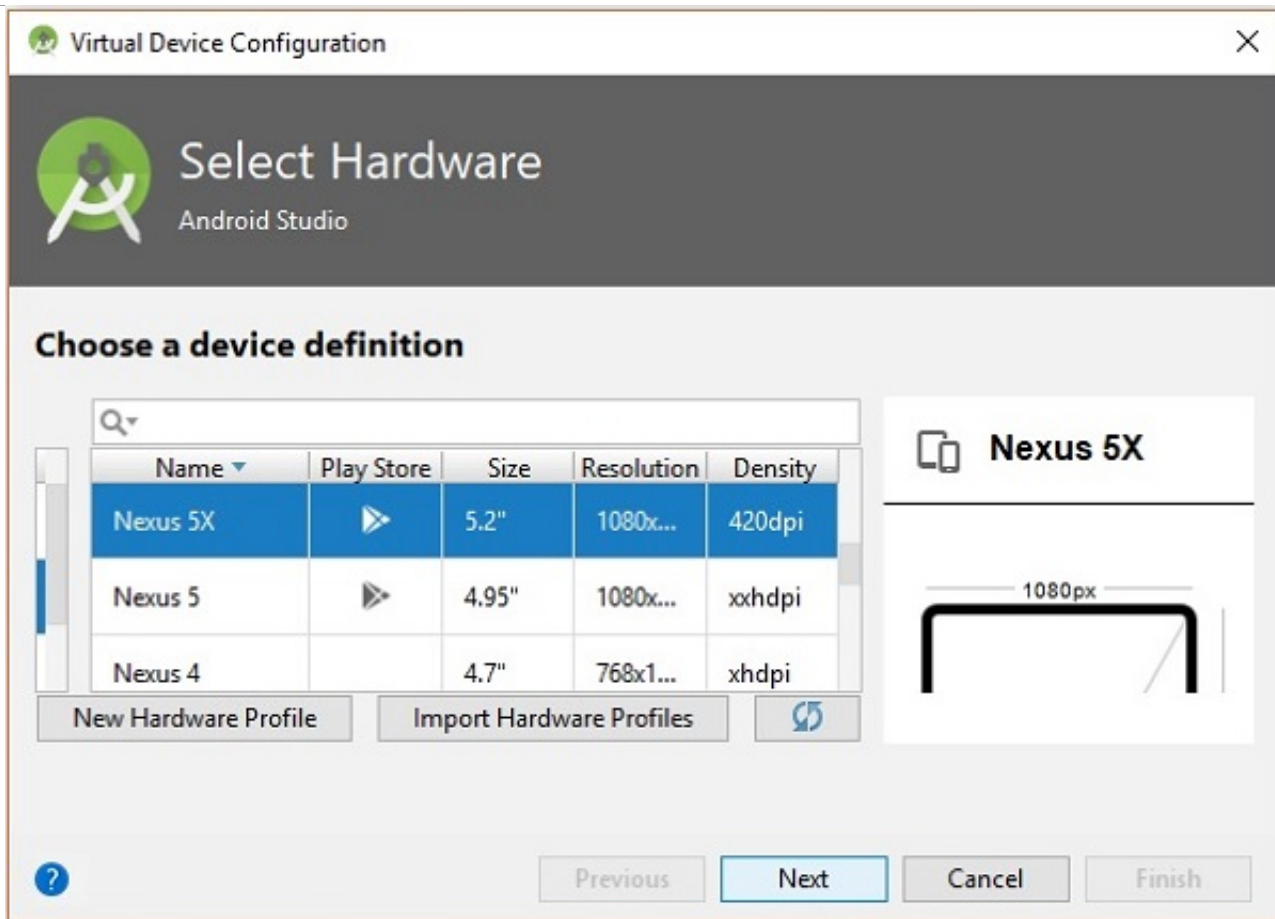 Virtual Device Configuration
Select Hardware
Android Studio
Choose a device definition
Name Play Store Size Resolution Density
Nexus 5X 5.2" 1080x... 420dpi
Nexus 5 4.95" 1080x... xxhdpi
Nexus 4 4.7" 768x1... xhdpi
New Hardware Profile Import Hardware Profiles
Nexus 5X
1080px
? Previous Next Cancel Finish